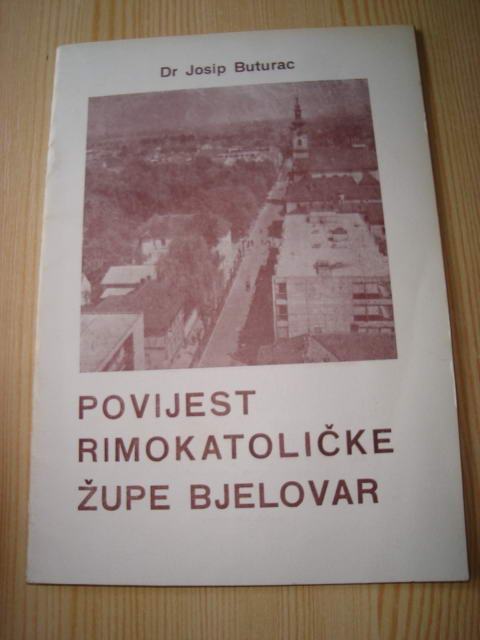 Dr Josip Buturac
POVIJEST
RIMOKATOLIČKE
ŽUPE BJELOVAR